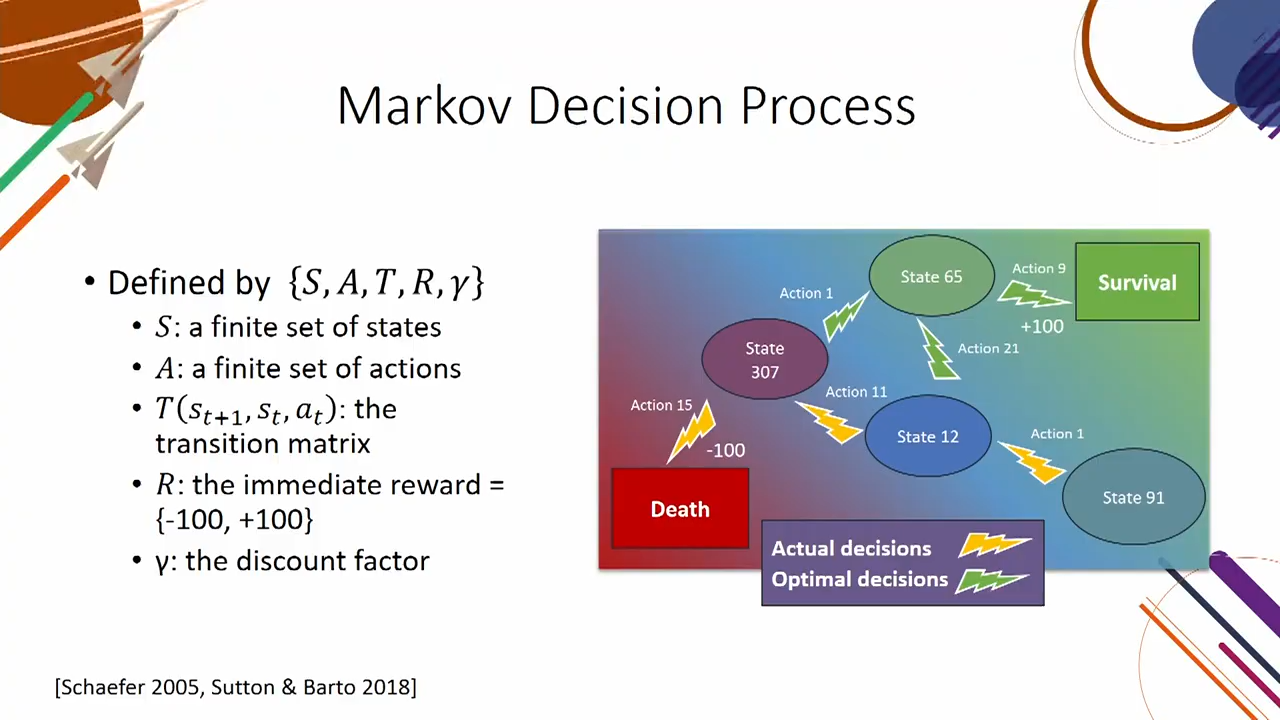 Markov Decision Process
• Defined by {S, A, T, R, γ}
• S: a finite set of states
• A: a finite set of actions
• T(sₜ₊₁, sₜ, aₜ): the
transition matrix
• R: the immediate reward =
{-100, +100}
• γ: the discount factor
State 65
Action 9
Survival
+100
Action 1
Action 21
State
307
Action 11
Action 15
-100
State 12
Action 1
State 91
Death
Actual decisions
Optimal decisions
[Schaefer 2005, Sutton & Barto 2018]